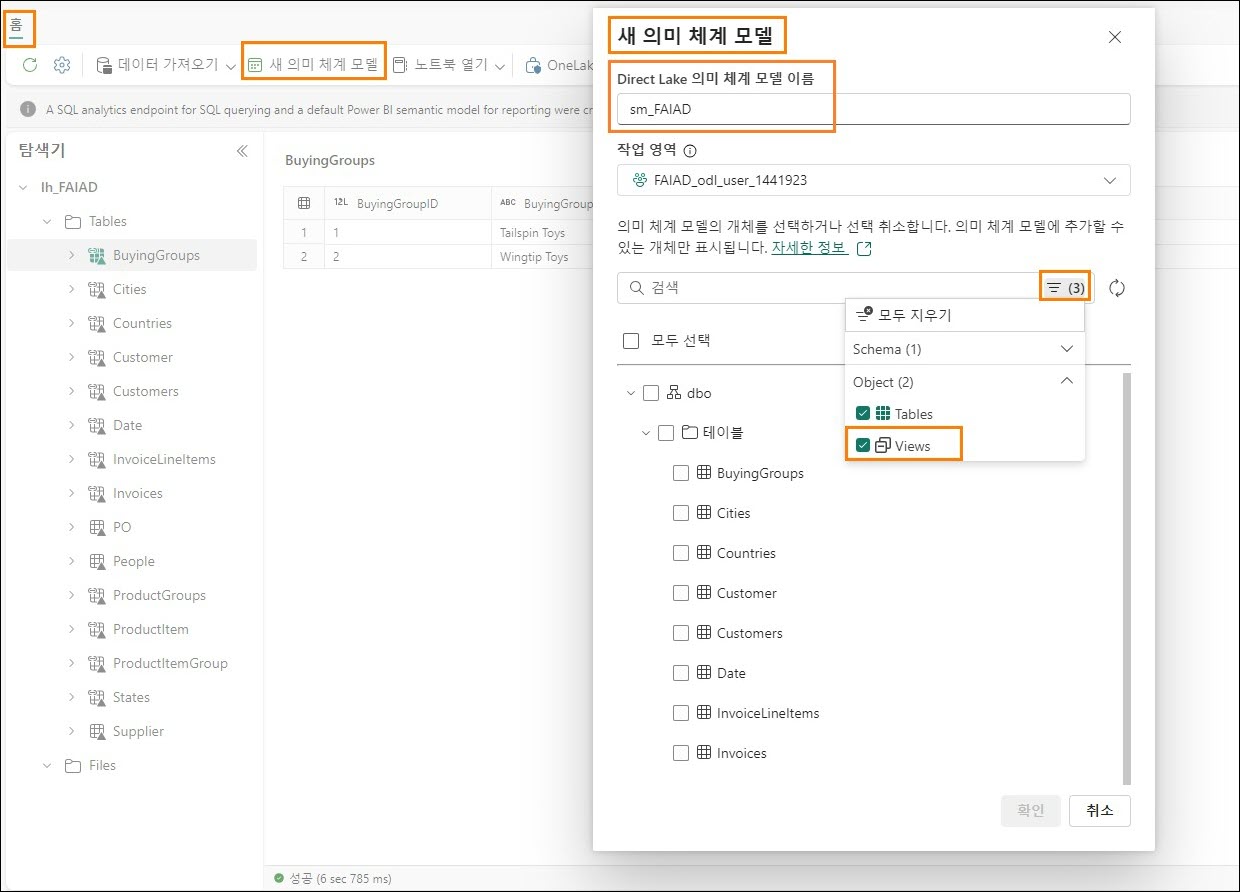 홈
데이터 가져오기
새 의미 체계 모델
노트북 열기
OneLak
A SQL analytics endpoint for SQL querying and a default Power BI semantic model for reporting were cr
탐색기
lh_FAIAD
Tables
BuyingGroups
Cities
Countries
Customer
Customers
Date
InvoiceLineItems
Invoices
PO
People
ProductGroups
ProductItem
ProductItemGroup
States
Supplier
Files
BuyingGroups
12L BuyingGroupID
ABC BuyingGroup
1 1 Tailspin Toys
2 2 Wingtip Toys
성공 (6 sec 785 ms)
새 의미 체계 모델
Direct Lake 의미 체계 모델 이름
sm_FAIAD
작업 영역
FAIAD_odl_user_1441923
의미 체계 모델의 개체를 선택하거나 선택 취소합니다. 의미 체계 모델에 추가할 수
있는 개체만 표시됩니다. 자세한 정보
검색
(3)
모두 지우기
Schema (1)
Object (2)
Tables
Views
모두 선택
dbo
테이블
BuyingGroups
Cities
Countries
Customer
Customers
Date
InvoiceLineItems
Invoices
확인
취소